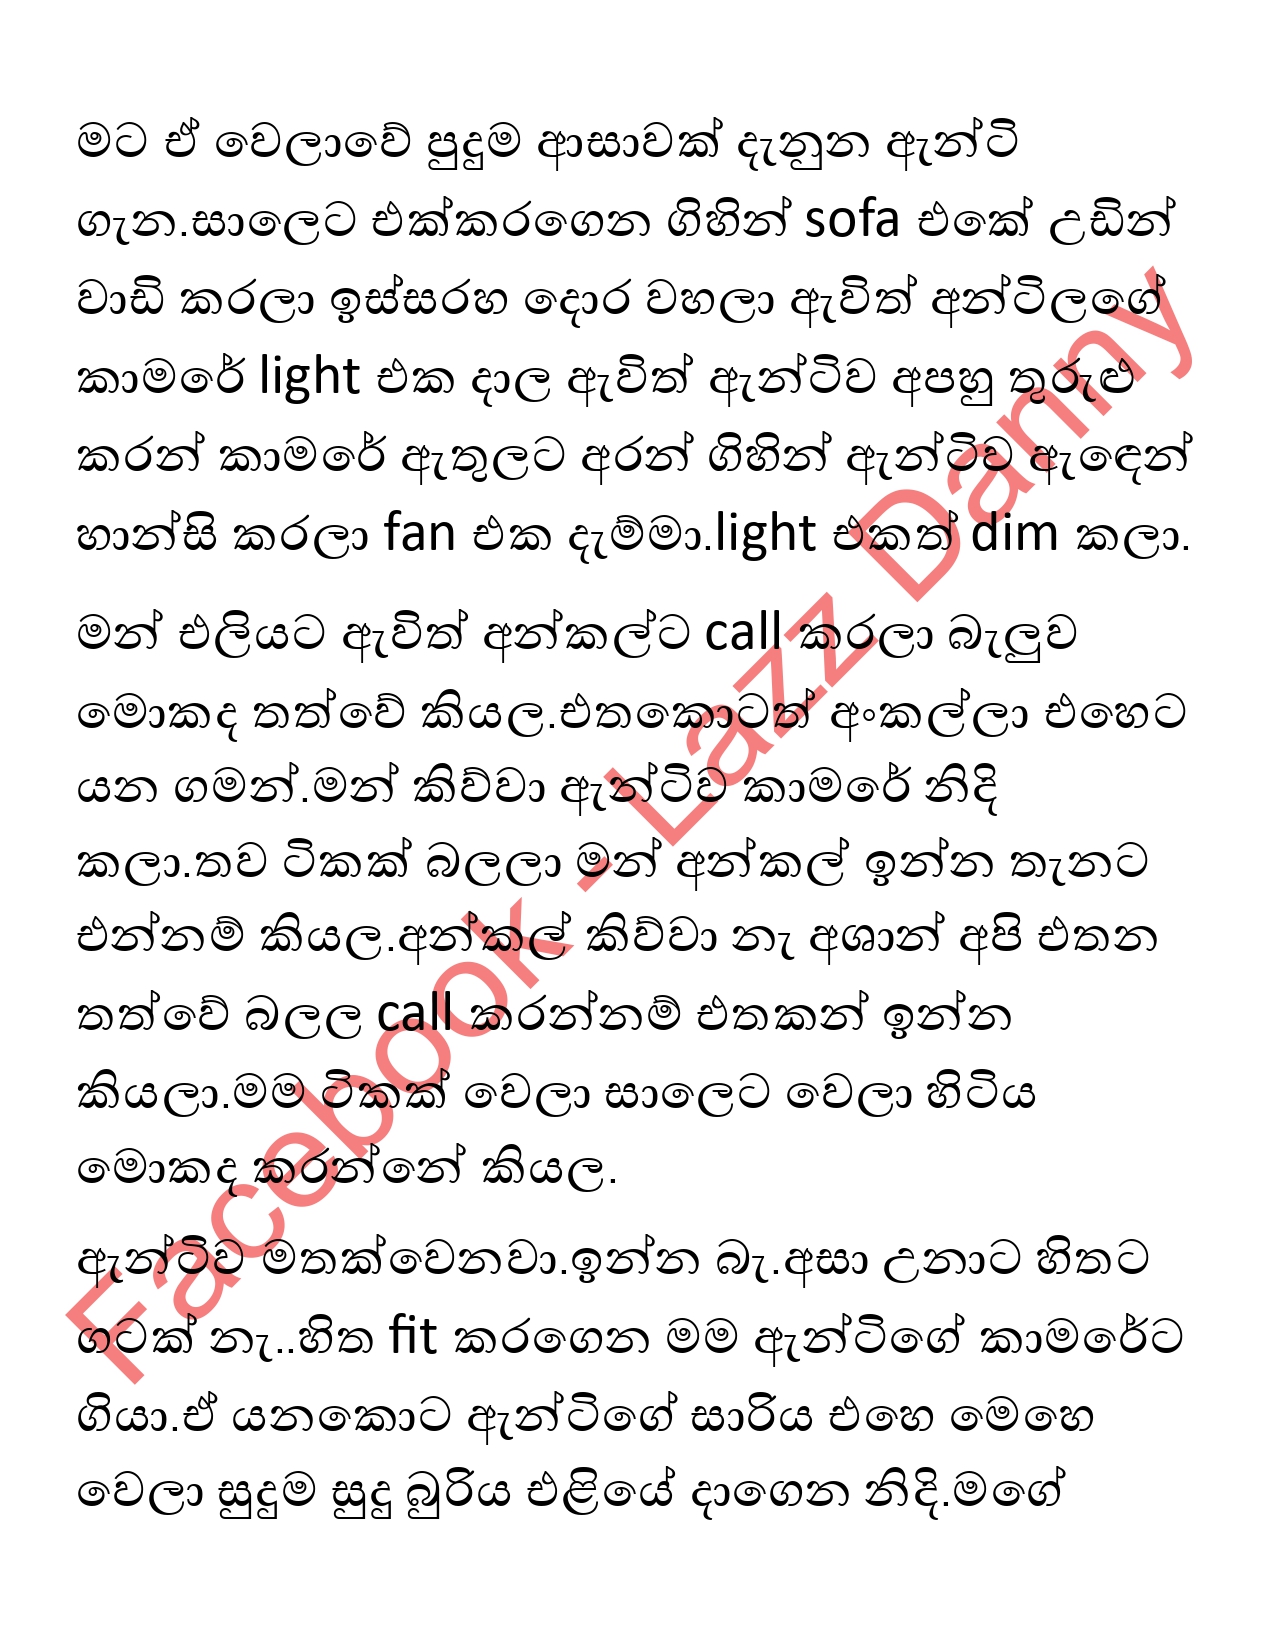 මට ඒ වෙලාවේ පුදුම ආසාවක් දැනුන ඇන්ටි
ගැන.සාලෙට එක්කරගෙන ගිහින් sofa එකේ උඩින්
වාඩි කරලා ඉස්සරහ දොර වහලා ඇවිත් අන්ටිලගේ
කාමරේ light එක දාල ඇවිත් ඇන්ටිව අපහු තුරුළු
කරන් කාමරේ ඇතුලට අරන් ගිහින් ඇන්ටිව ඇඳෙන්
හාන්සි කරලා fan එක දැම්මා.light එකත් dim කලා.
මන් එලියට ඇවිත් අන්කල්ට call කරලා බැලුව
මොකද තත්වේ කියල.එතකොටත් අංකල්ලා එහෙට
යන ගමන්.මන් කිව්වා ඇන්ටිව කාමරේ නිදි
කලා.තව ටිකක් බලලා මන් අන්කල් ඉන්න තැනට
එන්නම් කියල.අන්කල් කිව්වා නෑ අශාන් අපි එතන
තත්වේ බලල call කරන්නම් එතකන් ඉන්න
කියලා.මම ටිකක් වෙලා සාලෙට වෙලා හිටිය
මොකද කරන්නේ කියල.
ඇන්ටිව මතක්වෙනවා.ඉන්න බෑ.අසා උනාට හිතට
ගටක් නෑ..හිත fit කරගෙන මම ඇන්ටිගේ කාමරේට
ගියා.ඒ යනකොට ඇන්ටිගේ සාරිය එහෙ මෙහෙ
වෙලා සුදුම සුදු බුරිය එළියේ දාගෙන නිදි.මගේ
Facebook - Lazz Danny